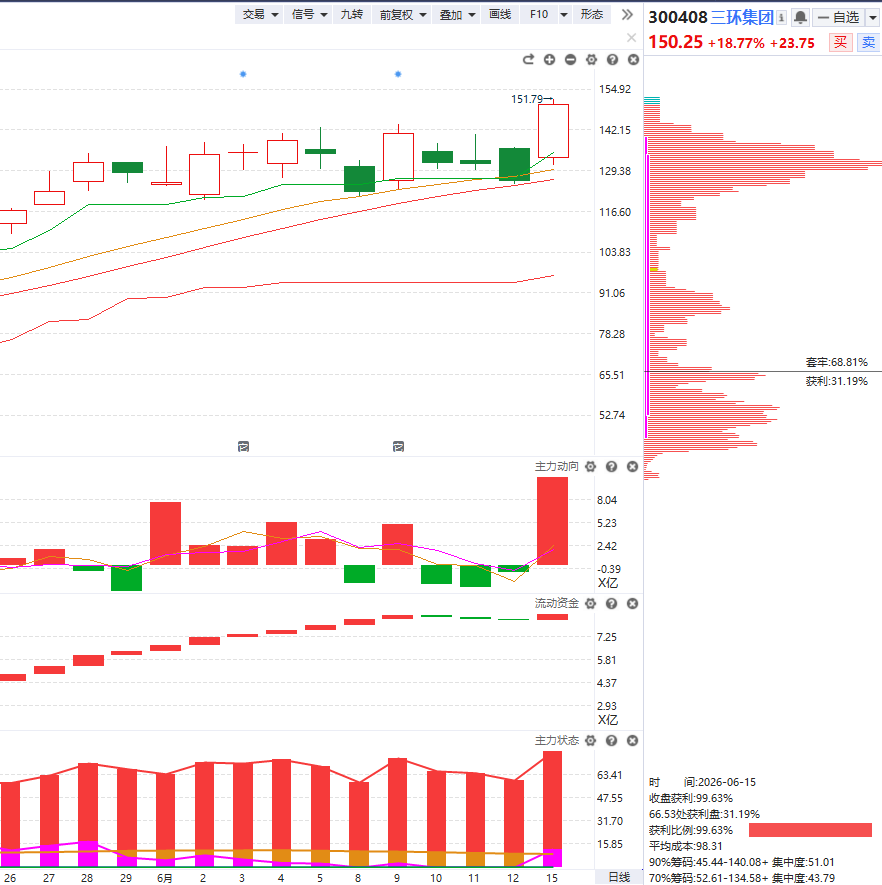 交易 信号 九转 前复权 叠加 画线 F10 形态
300408 三环集团 自选
150.25 +18.77% +23.75 买 卖
154.92
151.79→
142.15
129.38
116.60
103.83
91.06
78.28
65.51
52.74
套牢:68.81%
获利:31.19%
主力动向
8.04
5.23
2.42
-0.39
X亿
流动资金
7.25
5.81
4.37
2.93
X亿
主力状态
63.41
47.55
31.70
15.85
26 27 28 29 6月 2 3 4 5 8 9 10 11 12 15 日线
时 间:2026-06-15
收盘获利:99.63%
66.53处获利盘:31.19%
获利比例:99.63%
平均成本:98.31
90%筹码:45.44-140.08+ 集中度:51.01
70%筹码:52.61-134.58+ 集中度:43.79